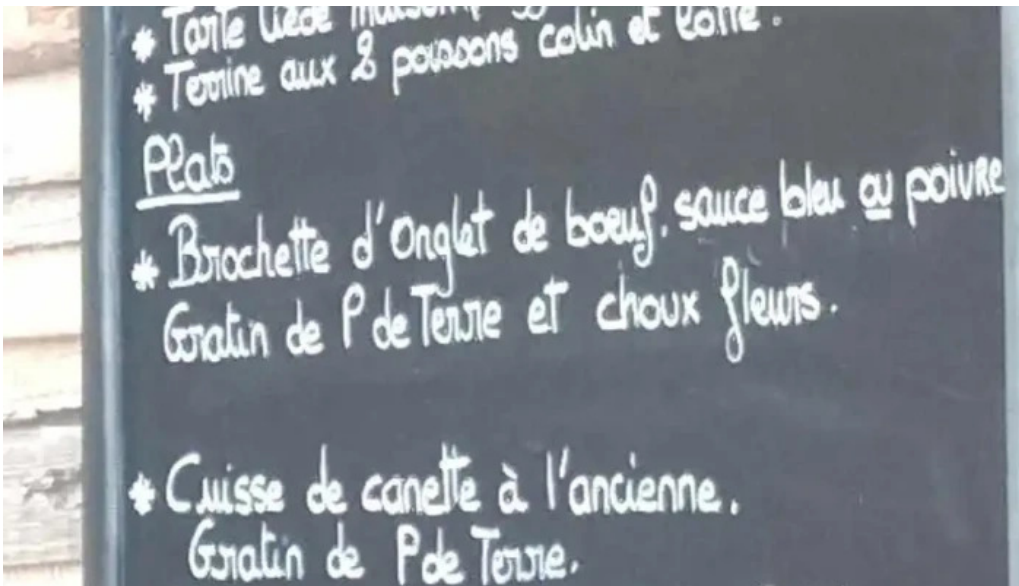 * Tarte
* Terrine aux 2 poissons colin et
Plats
* Brochette d'Onglet de boeuf. sauce bleu ou poivre
Gratin de P de Terre et choux fleurs.
* Cuisse de canette à l'ancienne.
Gratin de P de Terre.